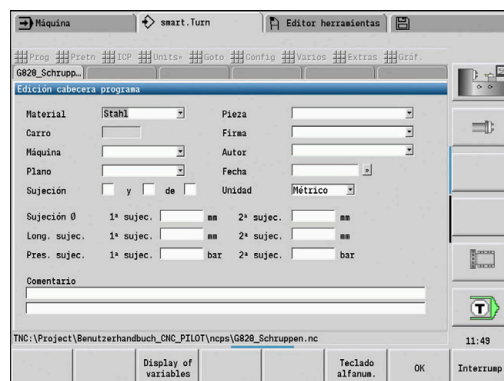 Máquina smart.Turn Editor herramientas
Prog Pretn ICP Units» Goto Config Varios Extras Gráf.
G820_Schrupp…
Edición cabecera programa
Material Stahl Pieza
Carro Firma
Máquina Autor
Plano Fecha »
Sujeción y de Unidad Métrico
Sujeción Ø 1ª sujec. mm 2ª sujec. mm
Long. sujec. 1ª sujec. mm 2ª sujec. mm
Pres. sujec. 1ª sujec. bar 2ª sujec. bar
Comentario
T
TNC:\Project\Benutzerhandbuch_CNC_PILOT\ncps\G820_Schruppen.nc
11:49
Display of variables
Teclado alfanum.
OK
Interrump